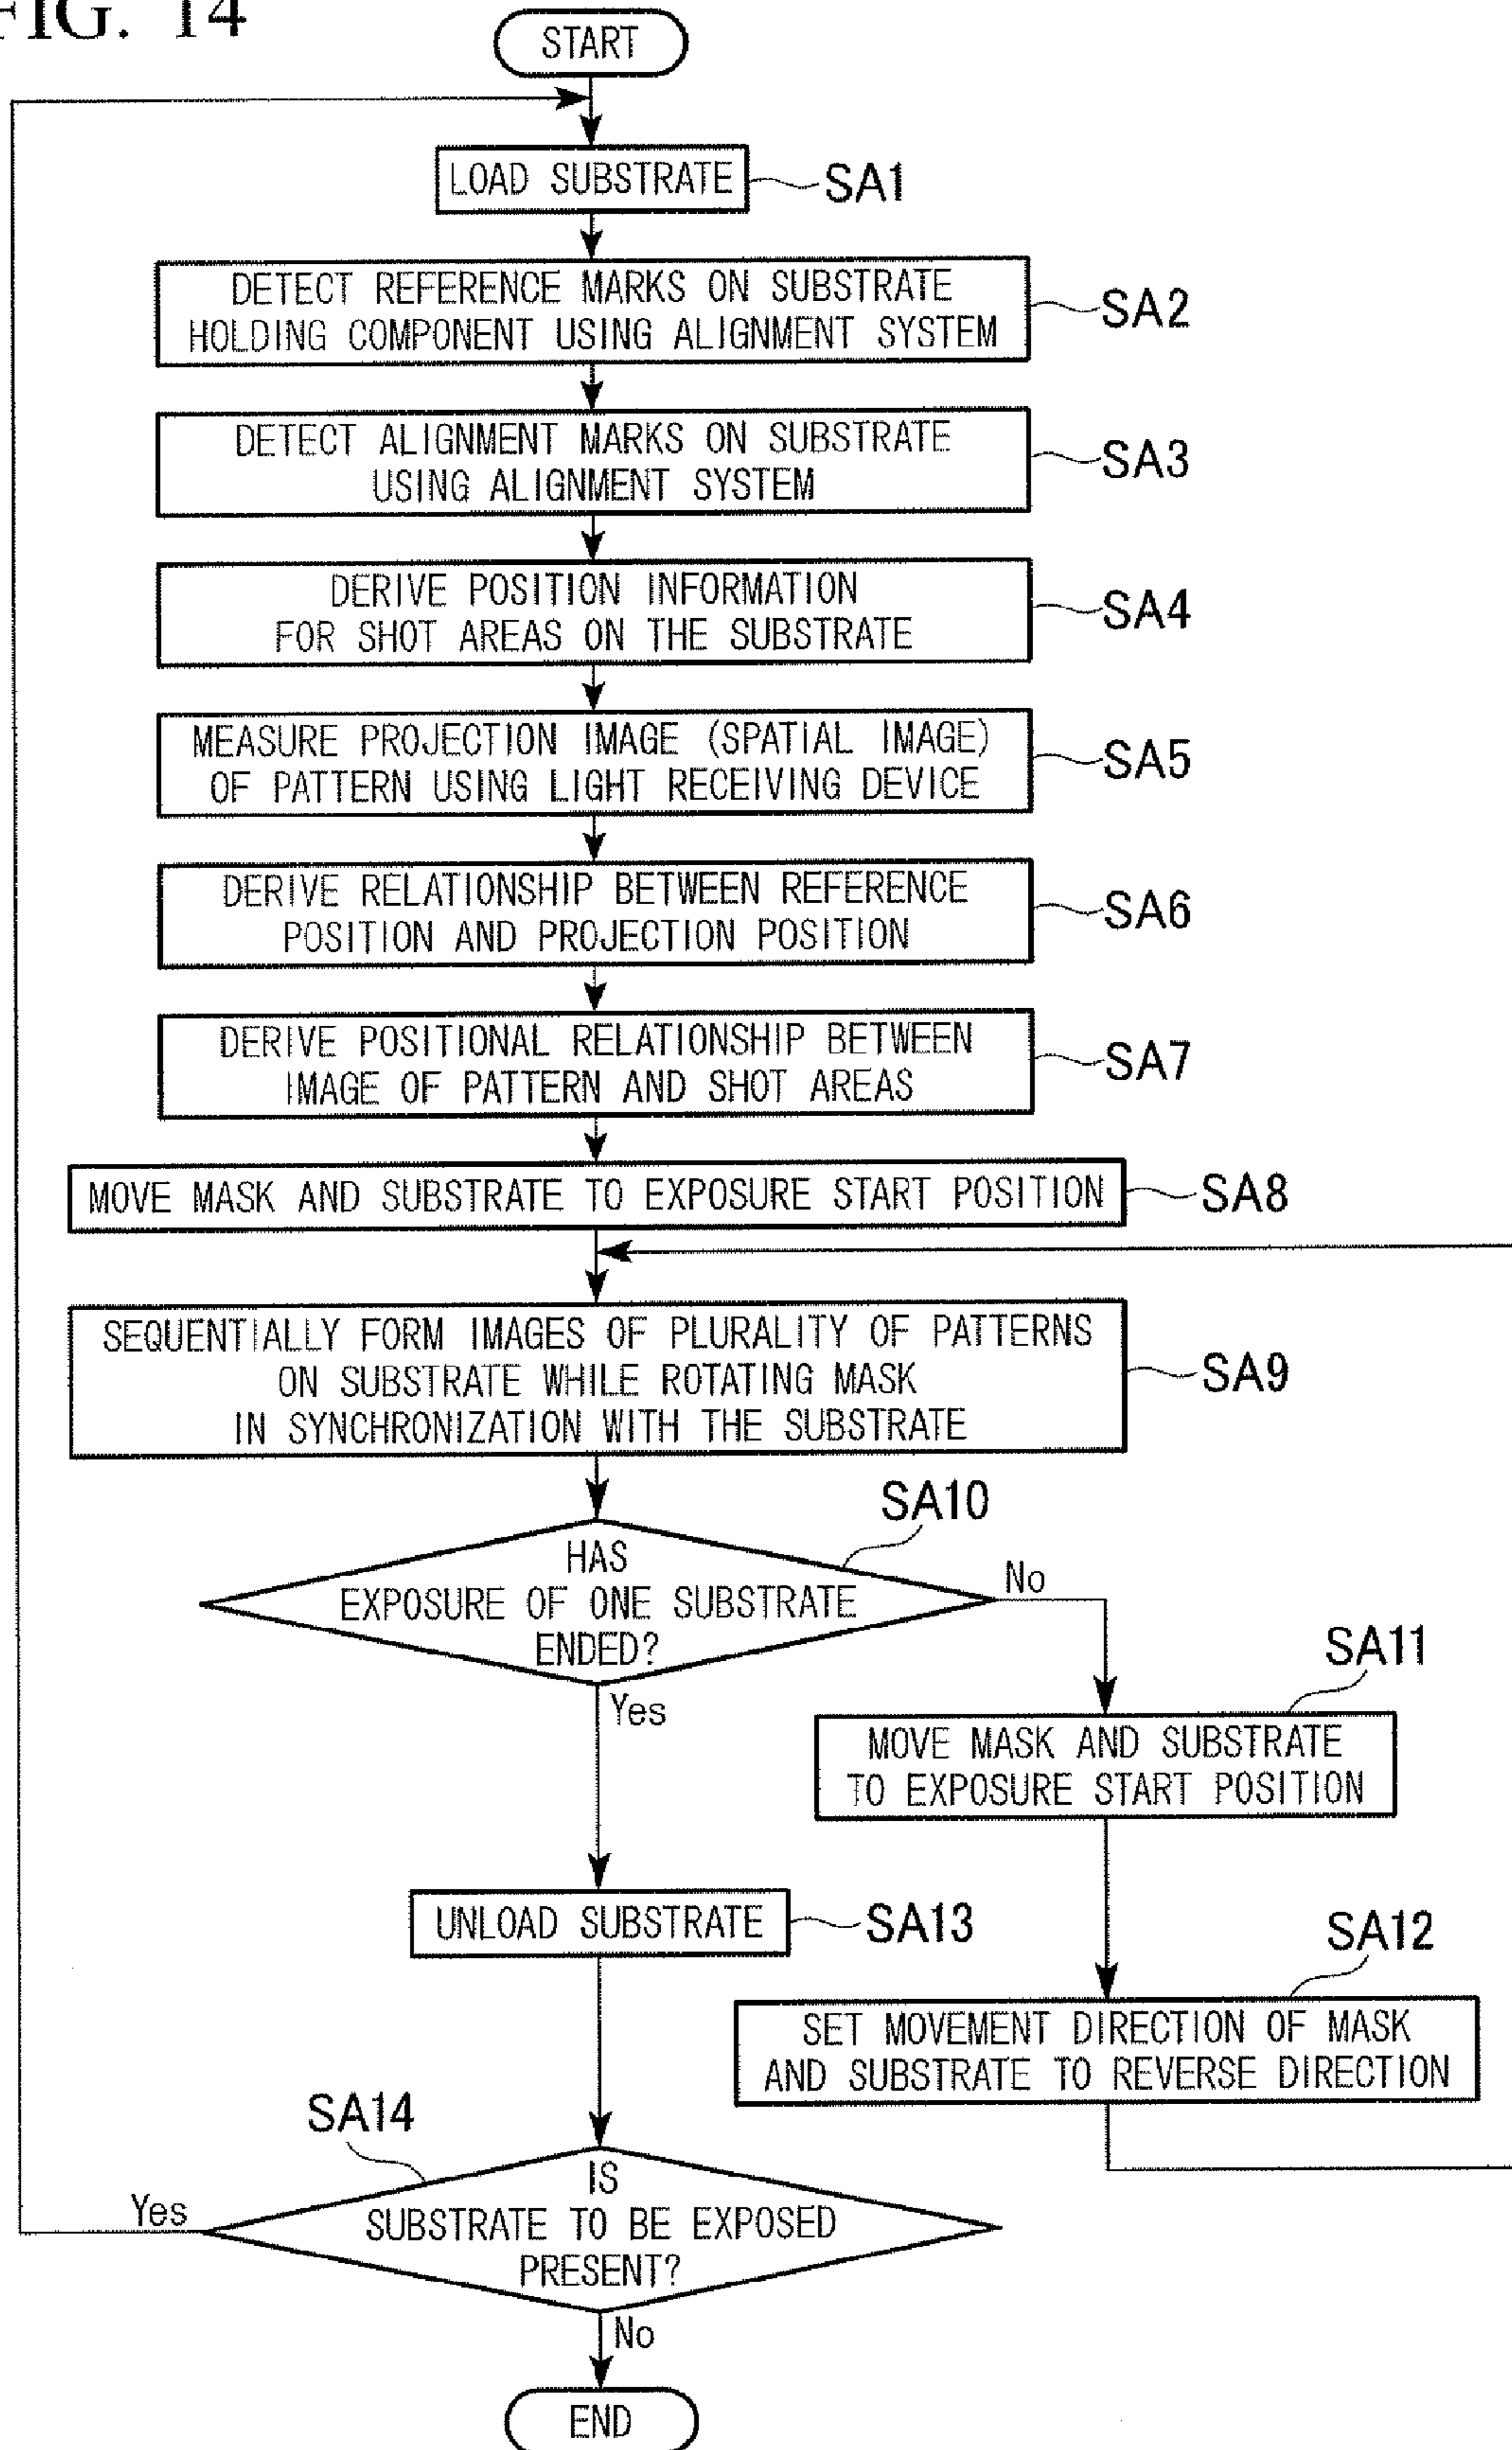 FIG. 14
START
LOAD SUBSTRATE
SA1
DETECT REFERENCE MARKS ON SUBSTRATE
HOLDING COMPONENT USING ALIGNMENT SYSTEM
SA2
DETECT ALIGNMENT MARKS ON SUBSTRATE
USING ALIGNMENT SYSTEM
SA3
DERIVE POSITION INFORMATION
FOR SHOT AREAS ON THE SUBSTRATE
SA4
MEASURE PROJECTION IMAGE (SPATIAL IMAGE)
OF PATTERN USING LIGHT RECEIVING DEVICE
SA5
DERIVE RELATIONSHIP BETWEEN REFERENCE
POSITION AND PROJECTION POSITION
SA6
DERIVE POSITIONAL RELATIONSHIP BETWEEN
IMAGE OF PATTERN AND SHOT AREAS
SA7
MOVE MASK AND SUBSTRATE TO EXPOSURE START POSITION
SA8
SEQUENTIALLY FORM IMAGES OF PLURALITY OF PATTERNS
ON SUBSTRATE WHILE ROTATING MASK
IN SYNCHRONIZATION WITH THE SUBSTRATE
SA9
SA10
HAS
EXPOSURE OF ONE SUBSTRATE
ENDED?
No
Yes
SA11
MOVE MASK AND SUBSTRATE
TO EXPOSURE START POSITION
UNLOAD SUBSTRATE
SA13
SA12
SET MOVEMENT DIRECTION OF MASK
AND SUBSTRATE TO REVERSE DIRECTION
SA14
IS
SUBSTRATE TO BE EXPOSED
PRESENT?
Yes
No
END